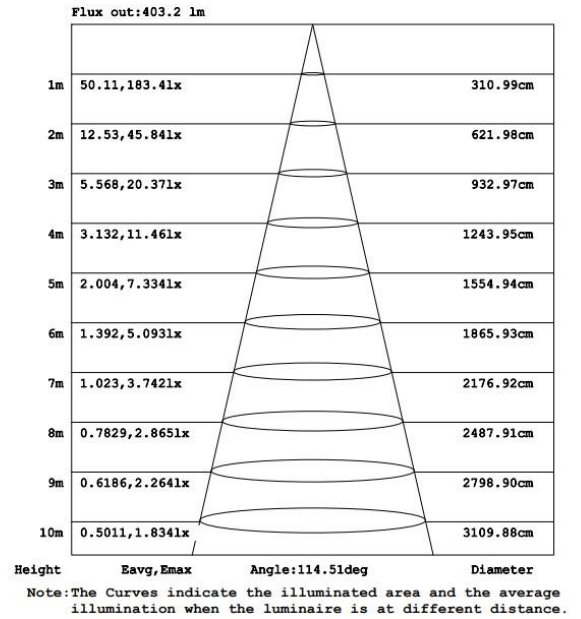 Flux out:403.2 lm
1m 50.11,183.4lx 310.99cm
2m 12.53,45.84lx 621.98cm
3m 5.568,20.37lx 932.97cm
4m 3.132,11.46lx 1243.95cm
5m 2.004,7.334lx 1554.94cm
6m 1.392,5.093lx 1865.93cm
7m 1.023,3.742lx 2176.92cm
8m 0.7829,2.865lx 2487.91cm
9m 0.6186,2.264lx 2798.90cm
10m 0.5011,1.834lx 3109.88cm
Height Eavg,Emax Angle:114.51deg Diameter
Note:The Curves indicate the illuminated area and the average
illumination when the luminaire is at different distance.